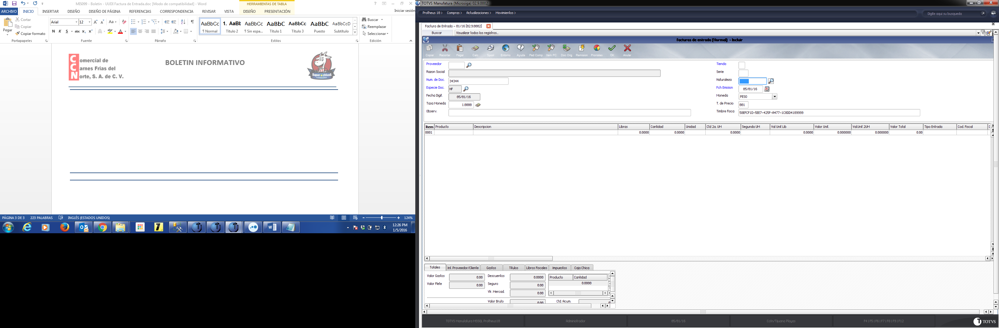 MIS099 - Boletin - UUDI Factura de Entrada.doc [Modo de compatibilidad] - Word
HERRAMIENTAS DE TABLA
ARCHIVO INICIO INSERTAR DISEÑO DISEÑO DE PÁGINA REFERENCIAS CORRESPONDENCIA REVISAR VISTA DISEÑO PRESENTACIÓN
Iniciar sesión
Pegar
Cortar
Copiar
Copiar formato
Arial 12
N K S abc
AaBbCc AaBbCc AaBbCc AaBbCcD
¶ Normal Título 2 ¶ Sin espa... Título 1 Título 3 Puesto Subtítulo
Buscar
Reemplazar
Seleccionar
Portapapeles Fuente Párrafo Estilos Edición
CCN
omercial de
arnes Frias del
orte, S. A. de C. V.
BOLETIN INFORMATIVO
Super chivas
CARNICERIA
PÁGINA 3 DE 3 223 PALABRAS INGLÉS (ESTADOS UNIDOS) 124%
12:26 PM
1/5/2016
TOTVS Manufatura (Microsiga) 02.9.0002
Protheus 10 > Compras > Actualizaciones > Movimientos >
Digite aqui su busqueda
Factura de Entrada - 01/16 [02.9.0002]
Buscar Visualizar todos los registros...
Facturas de entrada (Normal) - Incluir
Copiar Recortar Pegar Calc Spool Entorno Ayuda Ped Comp Item PC Doc Orig Remision Prorrateo OK Anular
Proveedor Tienda
Razon Social Serie
Num. de Doc. 34344 Naturaleza
Especie Doc. NF Fch Emision 05/01/16
Fecha Digit. 05/01/16 Moneda PESO
Tasa Moneda 1.0000 T. de Precio 001
Observ. Timbre Fisca 58EFCF1D-5EE7-425F-A477-1C0DD4109999
Item Producto Descripcion Libras Cantidad Unidad Ctd 2a. UM Segunda UM Val Unit Lib Valor Unit. Val.Unit 2UM Valor Total Tipo Entrada Cod. Fiscal
0001 0.0000 0.0000 0.0000 0.0000 0.000000 0.000000 0.00
Totales Inf. Proveedor/Cliente Gastos Titulos Libros Fiscales Impuestos Caja Chica
Valor Gastos 0.00 Descuentos 0.0000 Producto Cantidad
Valor Flete 0.00 Seguro 0.00 0.0000
Vlr. Mercad. 0.00
Valor Bruto 0.00 Ctd. Acum.
TOTVS Manufatura MSSQL Protheus10 Administrador 05/01/16 Ccfn/Tijuana Playas F4 | F5 | F6 | F7 | F8 | F9 | F12
TOTVS